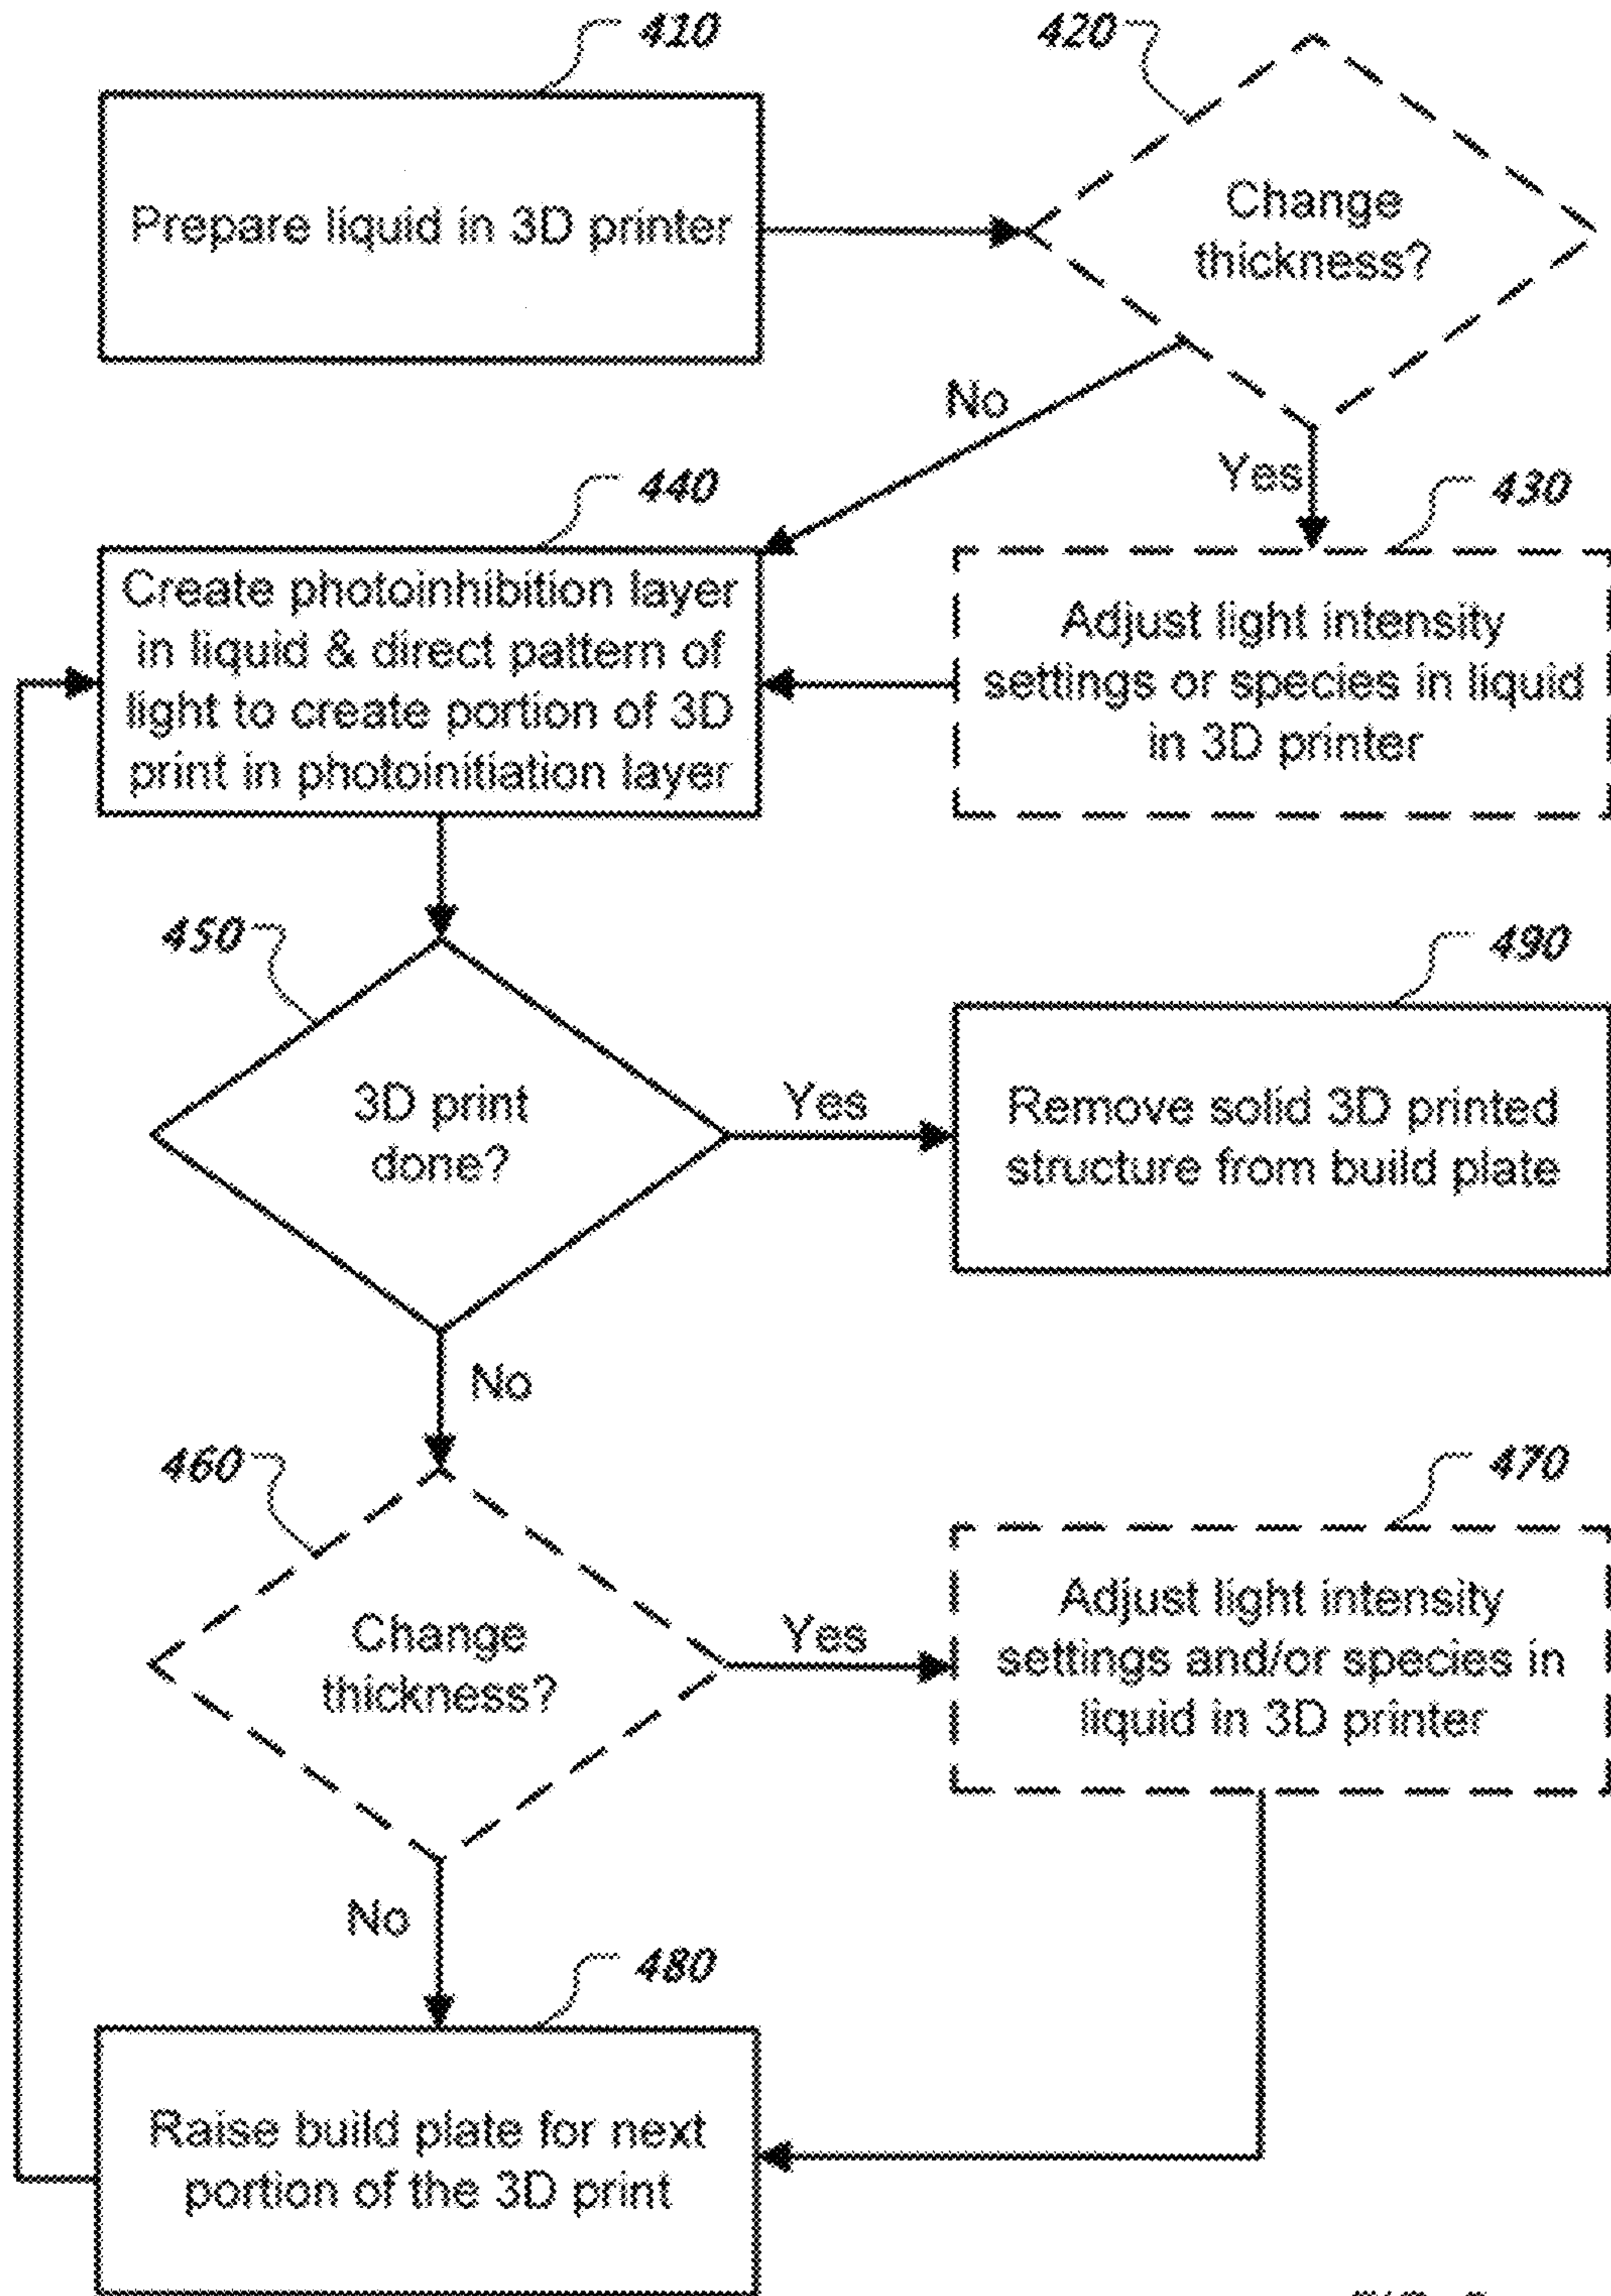 410
420
Prepare liquid in 3D printer
Change
thickness?
No
Yes
440
430
Create photoinhibition layer
in liquid & direct pattern of
light to create portion of 3D
print in photoinitiation layer
Adjust light intensity
settings or species in liquid
in 3D printer
450
490
3D print
done?
Yes
Remove solid 3D printed
structure from build plate
No
460
470
Change
thickness?
Yes
Adjust light intensity
settings and/or species in
liquid in 3D printer
No
480
Raise build plate for next
portion of the 3D print